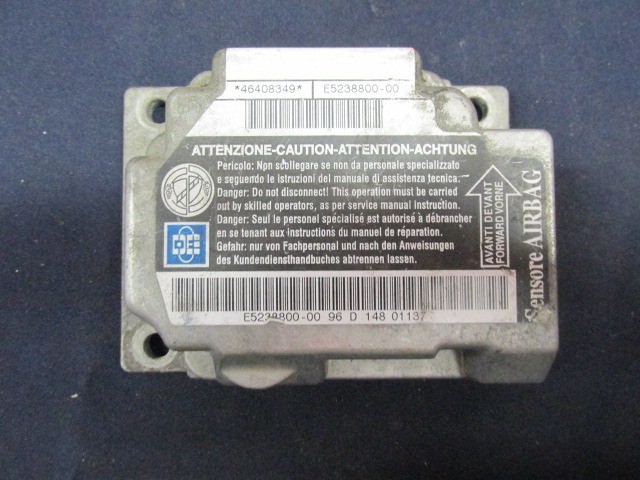 *46408349* E5238800-00
ATTENZIONE-CAUTION-ATTENTION-ACHTUNG
Pericolo: Non scollegare se non da personale specializzato
e seguendo le istruzioni del manuale di assistenza tecnica.
Danger: Do not disconnect! This operation must be carried
out by skilled operators, as per service manual instruction.
Danger: Seul le personel spécialisé est autorisé à débrancher
en se tenant aux instructions du manuel de réparation.
Gefahr: nur von Fachpersonal und nach den Anweisungen
des Kundendiensthandbuches abtrennen lassen.
AVANTI DEVANT
FORWARD VORNE
Sensore AIRBAG
E5238800-00 96 D 148 01137